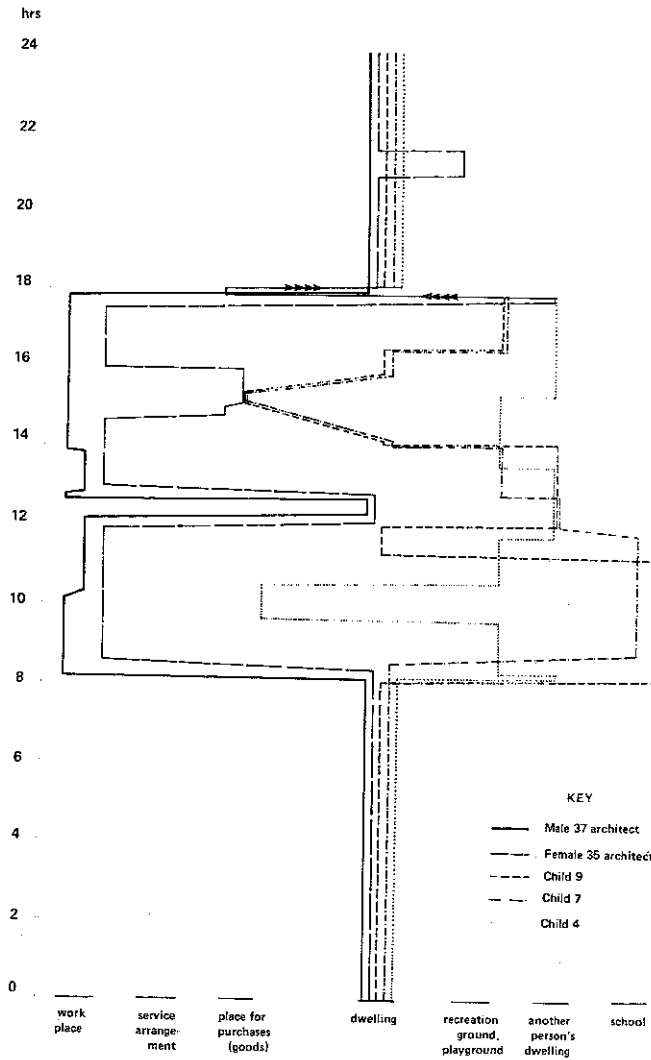 hrs
24
22
20
18
16
14
12
10
8
6
4
2
0
KEY
Male 37 architect
Female 35 architect
Child 9
Child 7
Child 4
work
place
service
arrange-
ment
place for
purchases
(goods)
dwelling
recreation
ground,
playground
another
person's
dwelling
school